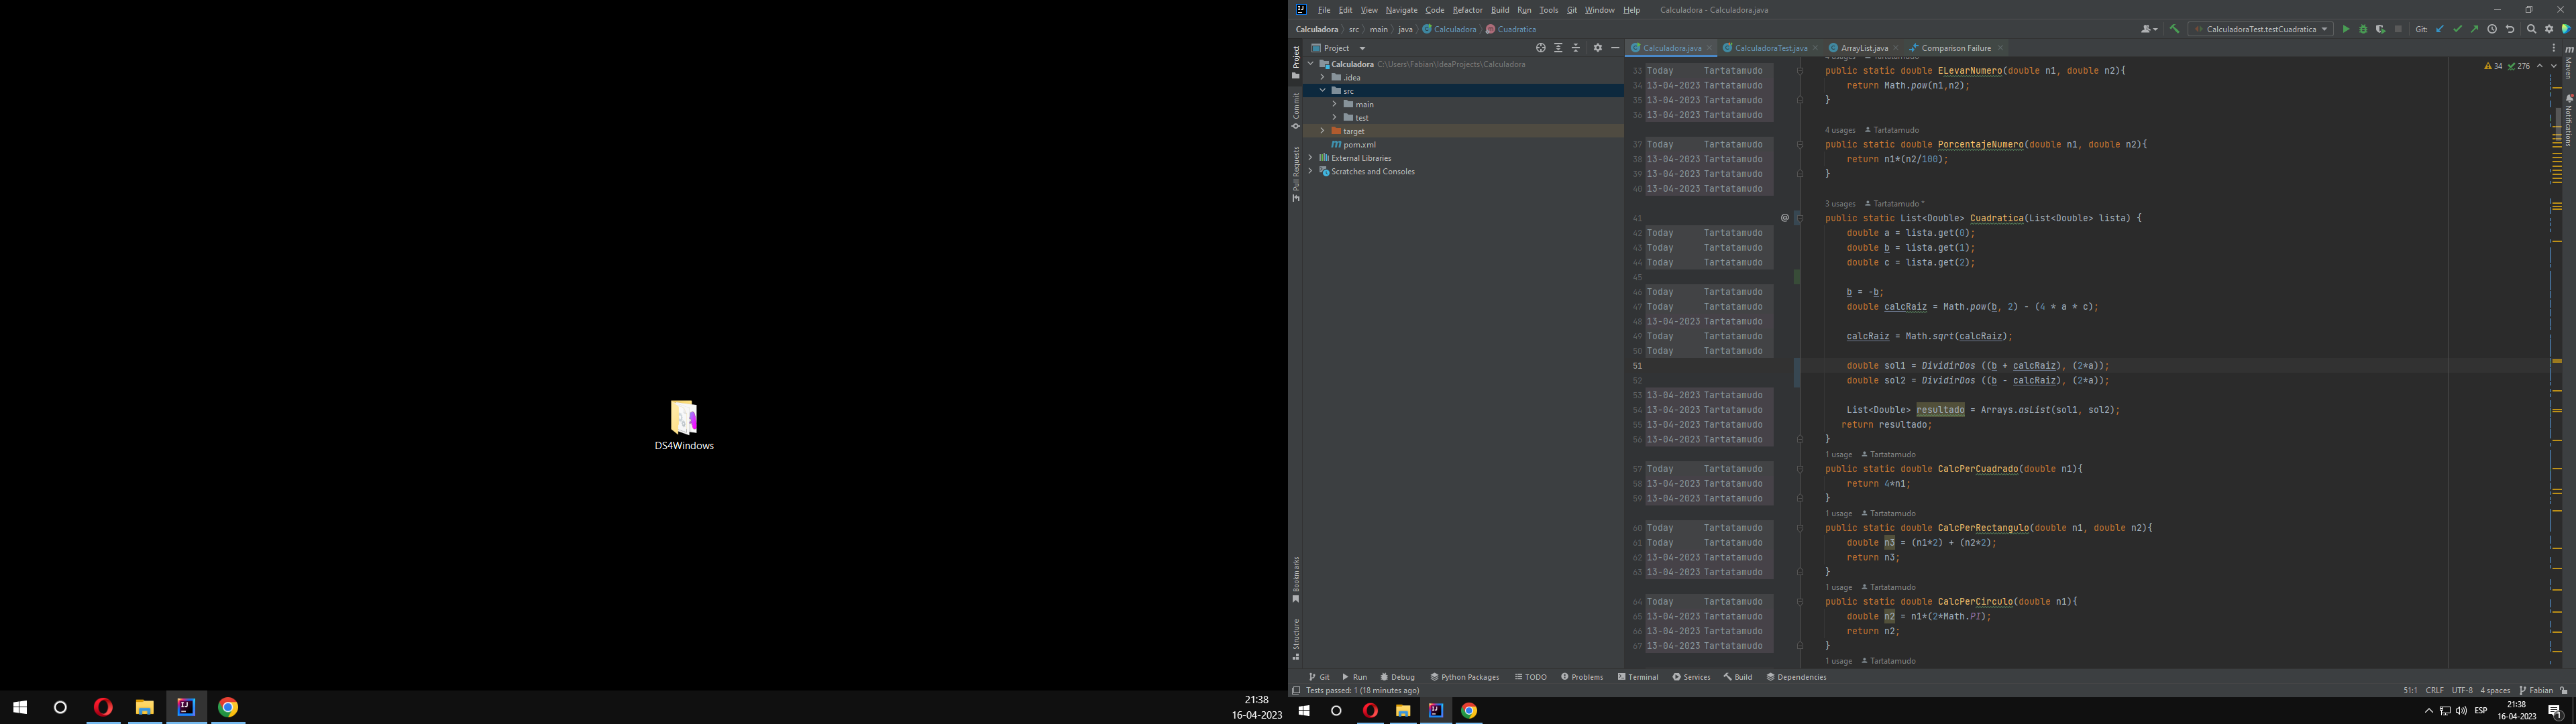 DS4Windows
21:38
16-04-2023
File Edit View Navigate Code Refactor Build Run Tools Git Window Help Calculadora - Calculadora.java
Calculadora src main java Calculadora Cuadratica
CalculadoraTest.testCuadratica Git:
Project
Calculadora.java CalculadoraTest.java ArrayList.java Comparison Failure
Project
Commit
Pull Requests
Bookmarks
Structure
Calculadora C:\Users\Fabian\IdeaProjects\Calculadora
.idea
src
main
test
target
pom.xml
External Libraries
Scratches and Consoles
34 276
Maven
Notifications
4 usages Tartatamudo
33 Today Tartatamudo public static double ELevarNumero(double n1, double n2){
34 13-04-2023 Tartatamudo return Math.pow(n1,n2);
35 13-04-2023 Tartatamudo }
36 13-04-2023 Tartatamudo
4 usages Tartatamudo
37 Today Tartatamudo public static double PorcentajeNumero(double n1, double n2){
38 13-04-2023 Tartatamudo return n1*(n2/100);
39 13-04-2023 Tartatamudo }
40 13-04-2023 Tartatamudo
3 usages Tartatamudo *
41 @ public static List<Double> Cuadratica(List<Double> lista) {
42 Today Tartatamudo double a = lista.get(0);
43 Today Tartatamudo double b = lista.get(1);
44 Today Tartatamudo double c = lista.get(2);
45
46 Today Tartatamudo b = -b;
47 Today Tartatamudo double calcRaiz = Math.pow(b, 2) - (4 * a * c);
48 13-04-2023 Tartatamudo
49 Today Tartatamudo calcRaiz = Math.sqrt(calcRaiz);
50 Today Tartatamudo
51 double sol1 = DividirDos ((b + calcRaiz), (2*a));
52 double sol2 = DividirDos ((b - calcRaiz), (2*a));
53 13-04-2023 Tartatamudo
54 13-04-2023 Tartatamudo List<Double> resultado = Arrays.asList(sol1, sol2);
55 13-04-2023 Tartatamudo return resultado;
56 13-04-2023 Tartatamudo }
1 usage Tartatamudo
57 Today Tartatamudo public static double CalcPerCuadrado(double n1){
58 13-04-2023 Tartatamudo return 4*n1;
59 13-04-2023 Tartatamudo }
1 usage Tartatamudo
60 Today Tartatamudo public static double CalcPerRectangulo(double n1, double n2){
61 Today Tartatamudo double n3 = (n1*2) + (n2*2);
62 13-04-2023 Tartatamudo return n3;
63 13-04-2023 Tartatamudo }
1 usage Tartatamudo
64 Today Tartatamudo public static double CalcPerCirculo(double n1){
65 13-04-2023 Tartatamudo double n2 = n1*(2*Math.PI);
66 13-04-2023 Tartatamudo return n2;
67 13-04-2023 Tartatamudo }
1 usage Tartatamudo
Git Run Debug Python Packages TODO Problems Terminal Services Build Dependencies
Tests passed: 1 (18 minutes ago)
51:1 CRLF UTF-8 4 spaces Fabian
ESP
21:38
16-04-2023